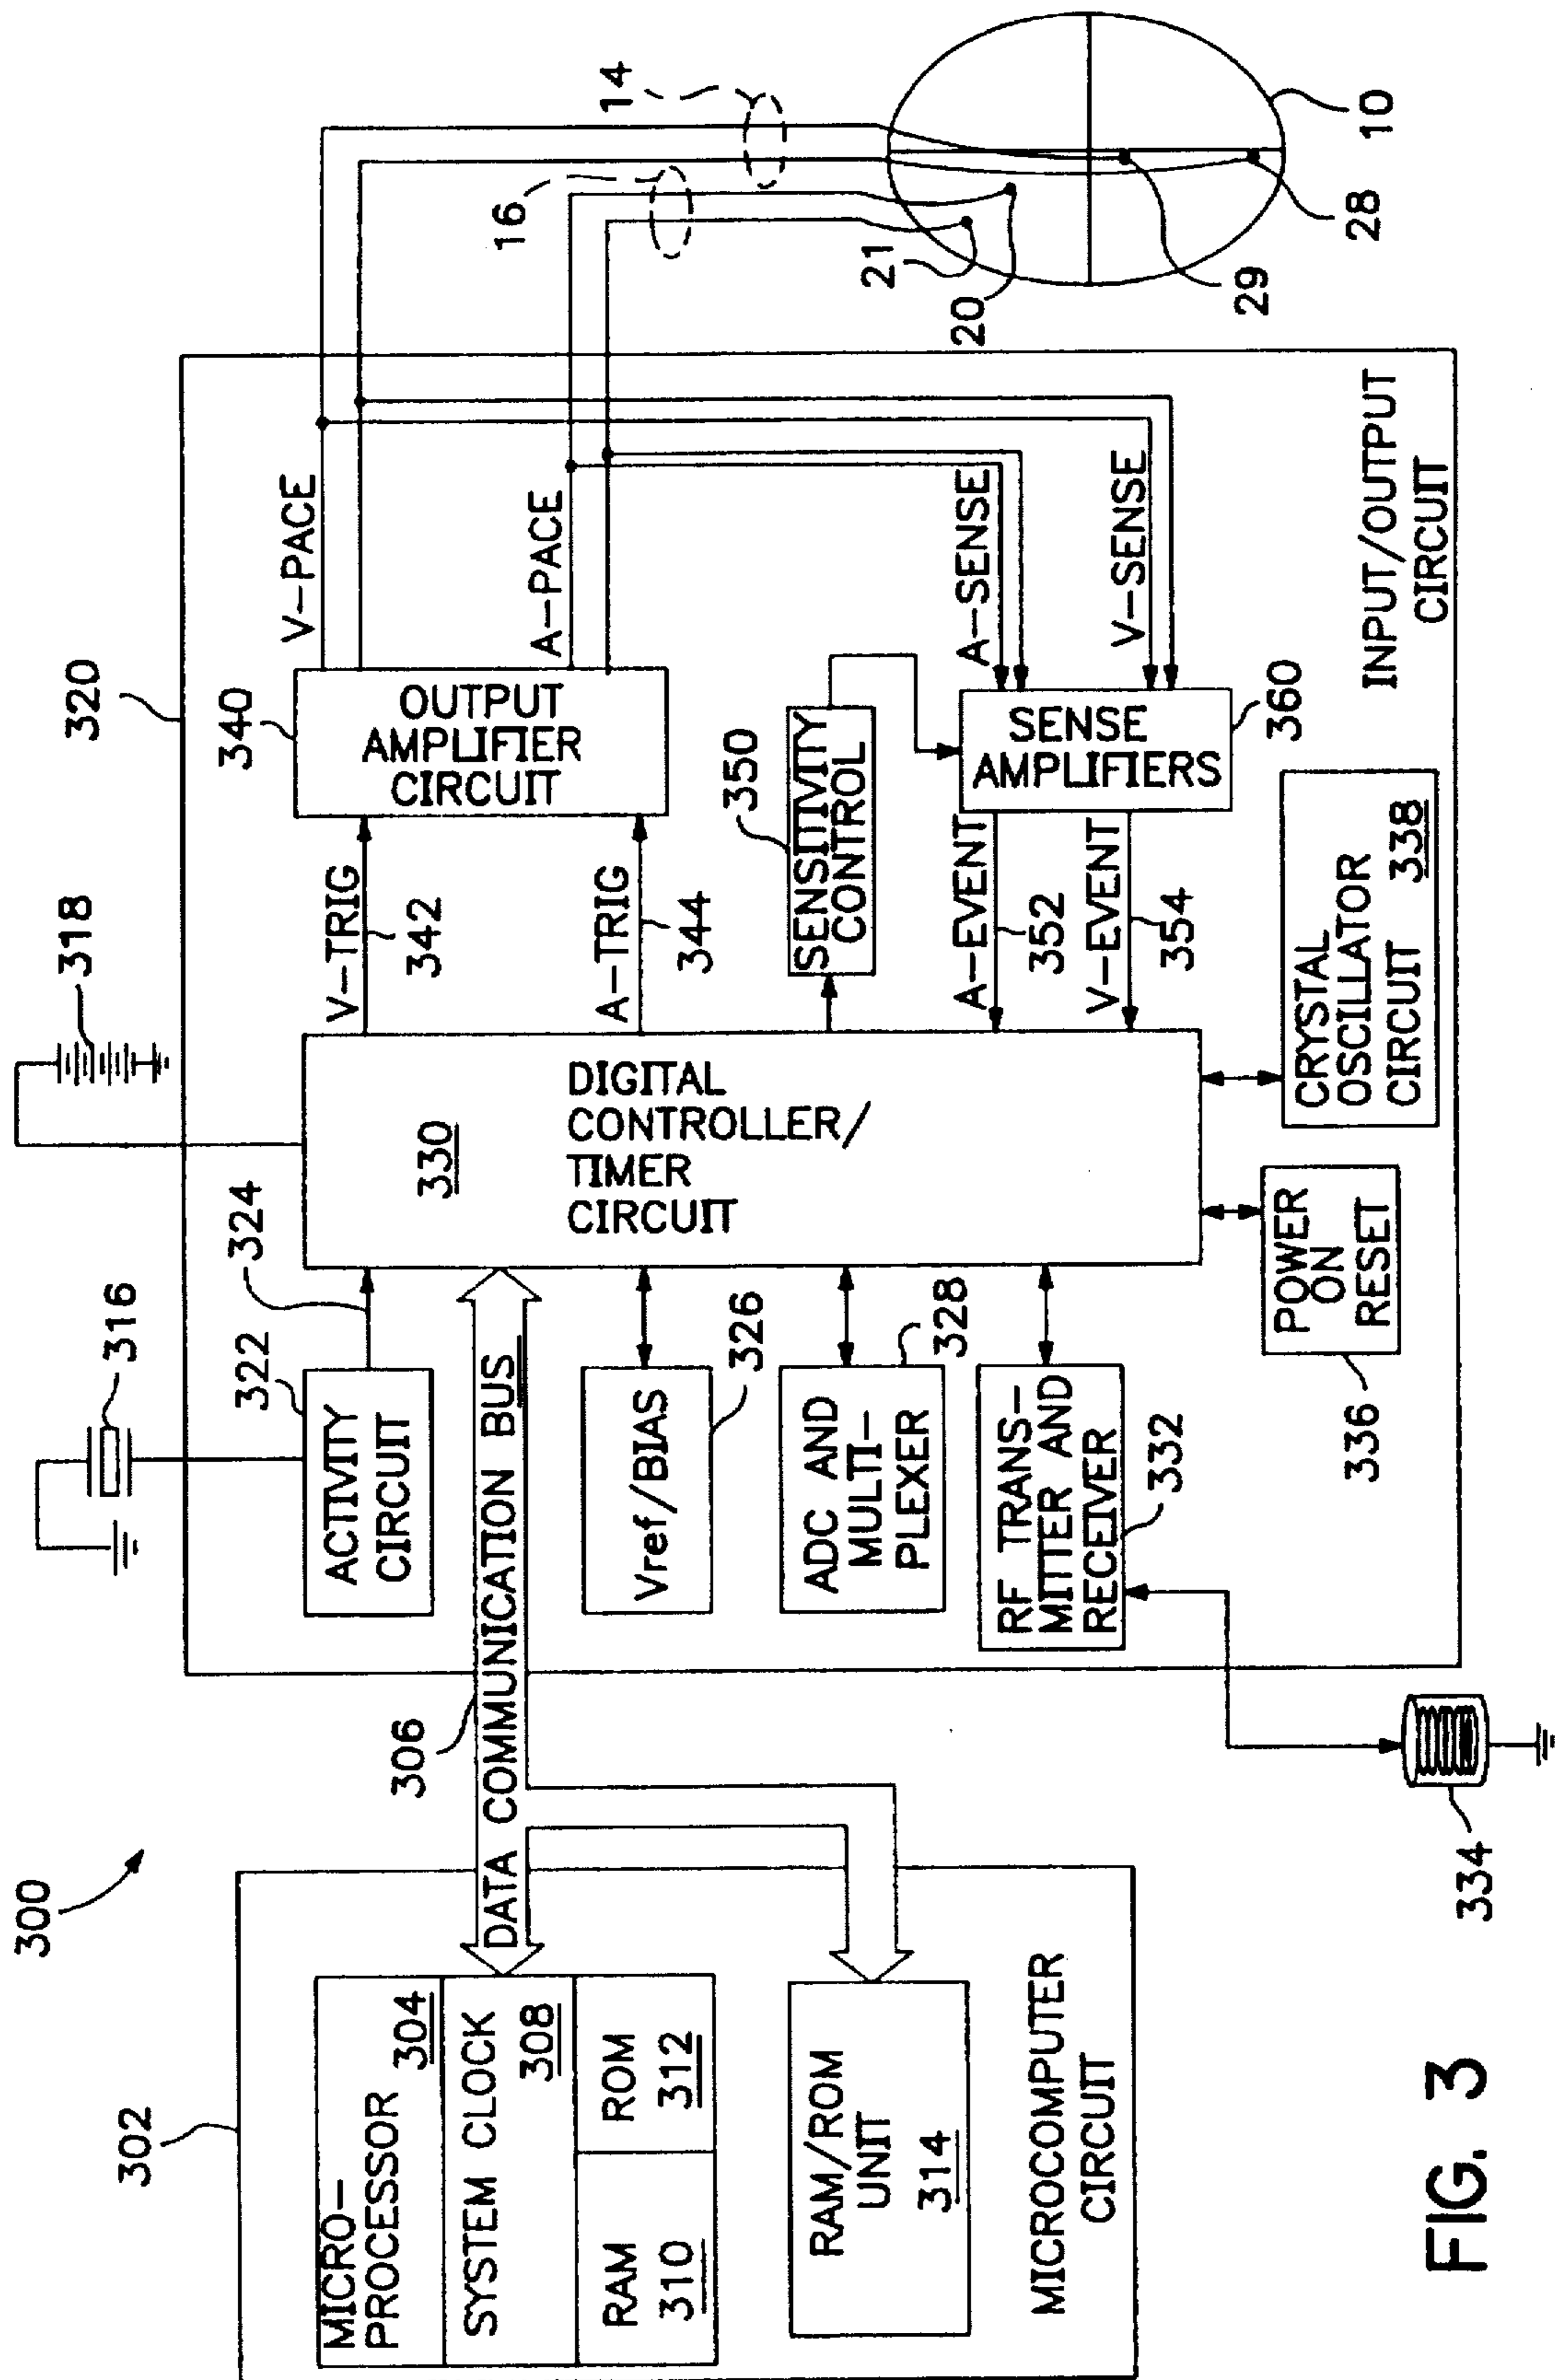 300
302
MICRO-
PROCESSOR
304
SYSTEM CLOCK
308
RAM
310
ROM
312
RAM/ROM
UNIT
314
MICROCOMPUTER
CIRCUIT
306
DATA COMMUNICATION BUS
316
318
320
322
ACTIVITY
CIRCUIT
324
Vref/BIAS
326
ADC AND
MULTI-
PLEXER
328
RF TRANS-
MITTER AND
RECEIVER
332
334
330
DIGITAL
CONTROLLER/
TIMER
CIRCUIT
POWER
ON
RESET
336
CRYSTAL
OSCILLATOR
CIRCUIT 338
V-TRIG
342
A-TRIG
344
340
OUTPUT
AMPLIFIER
CIRCUIT
350
SENSITIVITY
CONTROL
A-EVENT
352
V-EVENT
354
SENSE
AMPLIFIERS
360
V-PACE
A-PACE
A-SENSE
V-SENSE
INPUT/OUTPUT
CIRCUIT
14
16
21
20
29
28
10
FIG. 3